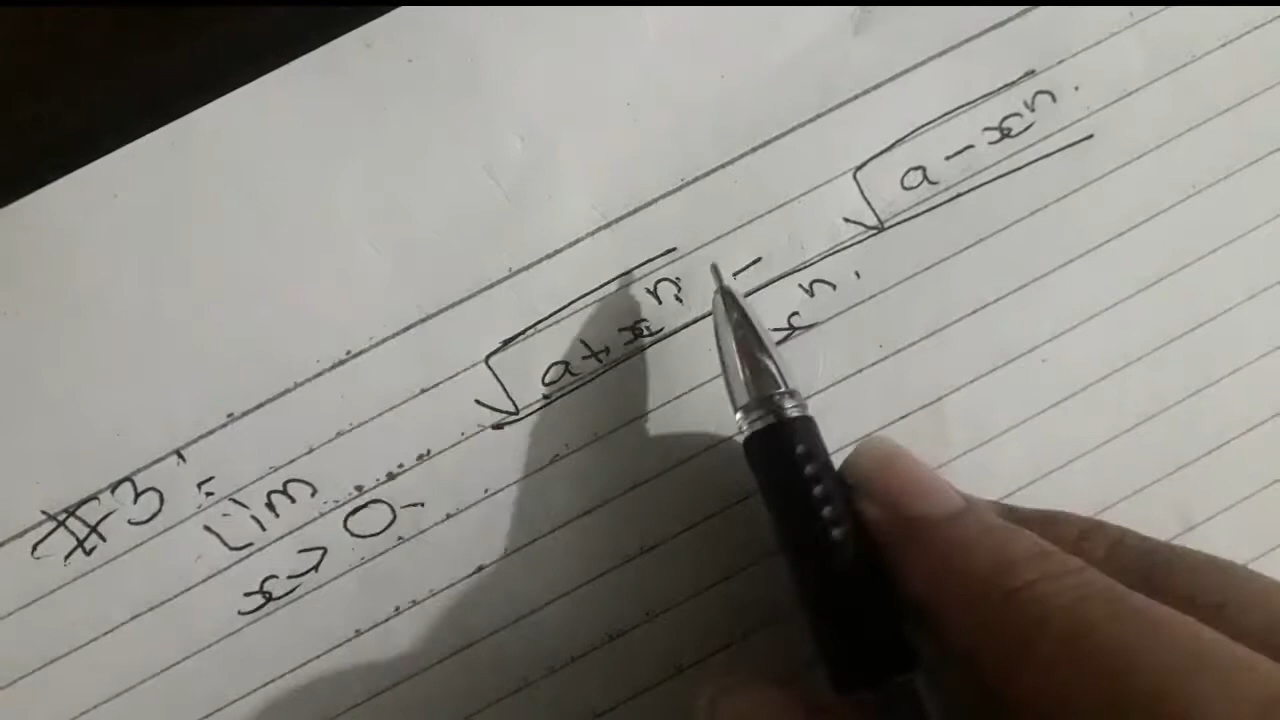 #3:
lim √a+xⁿ - √a-xⁿ.
x→0. xⁿ.